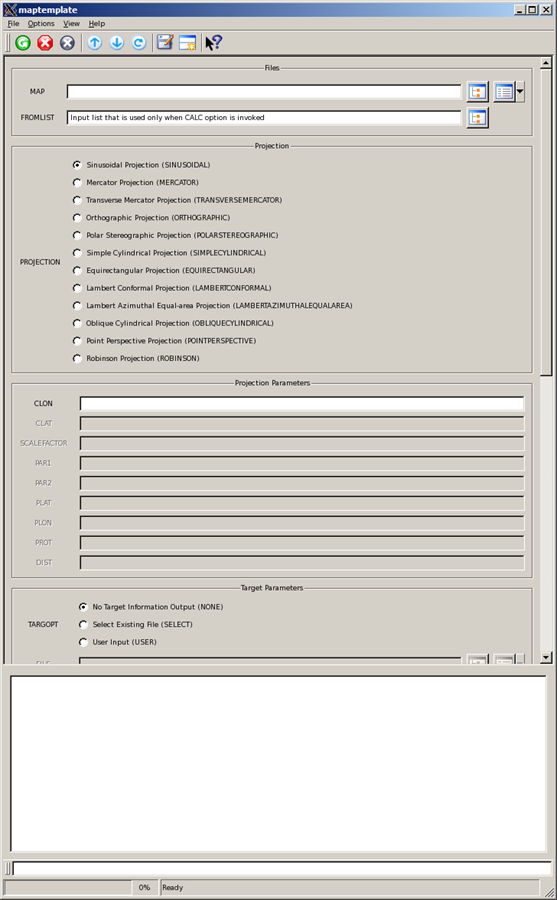 maptemplate
File Options View Help
Files
MAP
FROMLIST Input list that is used only when CALC option is invoked
Projection
Sinusoidal Projection (SINUSOIDAL)
Mercator Projection (MERCATOR)
Transverse Mercator Projection (TRANSVERSEMERCATOR)
Orthographic Projection (ORTHOGRAPHIC)
Polar Stereographic Projection (POLARSTEREOGRAPHIC)
Simple Cylindrical Projection (SIMPLECYLINDRICAL)
PROJECTION
Equirectangular Projection (EQUIRECTANGULAR)
Lambert Conformal Projection (LAMBERTCONFORMAL)
Lambert Azimuthal Equal-area Projection (LAMBERTAZIMUTHALEQUALAREA)
Oblique Cylindrical Projection (OBLIQUECYLINDRICAL)
Point Perspective Projection (POINTPERSPECTIVE)
Robinson Projection (ROBINSON)
Projection Parameters
CLON
CLAT
SCALEFACTOR
PAR1
PAR2
PLAT
PLON
PROT
DIST
Target Parameters
No Target Information Output (NONE)
TARGOPT Select Existing File (SELECT)
User Input (USER)
0% Ready